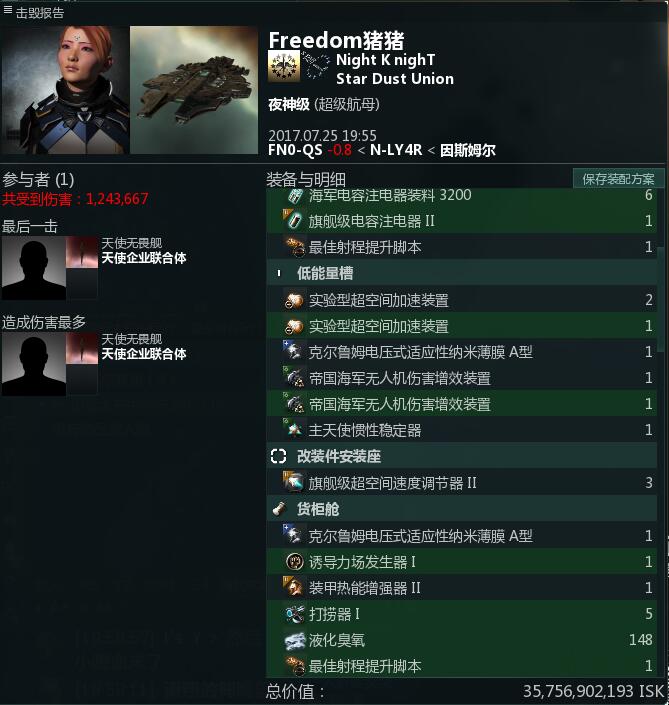 击毁报告
Freedom猪猪
Night K nighT
Star Dust Union
夜神级 (超级航母)
2017.07.25 19:55
FN0-QS -0.8 < N-LY4R < 因斯姆尔
参与者 (1)
共受到伤害：1,243,667
最后一击
天使无畏舰
天使企业联合体
造成伤害最多
天使无畏舰
天使企业联合体
装备与明细
保存装配方案
海军电容注电器装料 3200 6
旗舰级电容注电器 II 1
最佳射程提升脚本 1
低能量槽
实验型超空间加速装置 2
实验型超空间加速装置 1
克尔鲁姆电压式适应性纳米薄膜 A型 1
帝国海军无人机伤害增效装置 1
帝国海军无人机伤害增效装置 1
主天使惯性稳定器 1
改装件安装座
旗舰级超空间速度调节器 II 3
货柜舱
克尔鲁姆电压式适应性纳米薄膜 A型 1
诱导力场发生器 I 1
装甲热能增强器 II 1
打捞器 I 5
液化臭氧 148
最佳射程提升脚本 1
总价值： 35,756,902,193 ISK